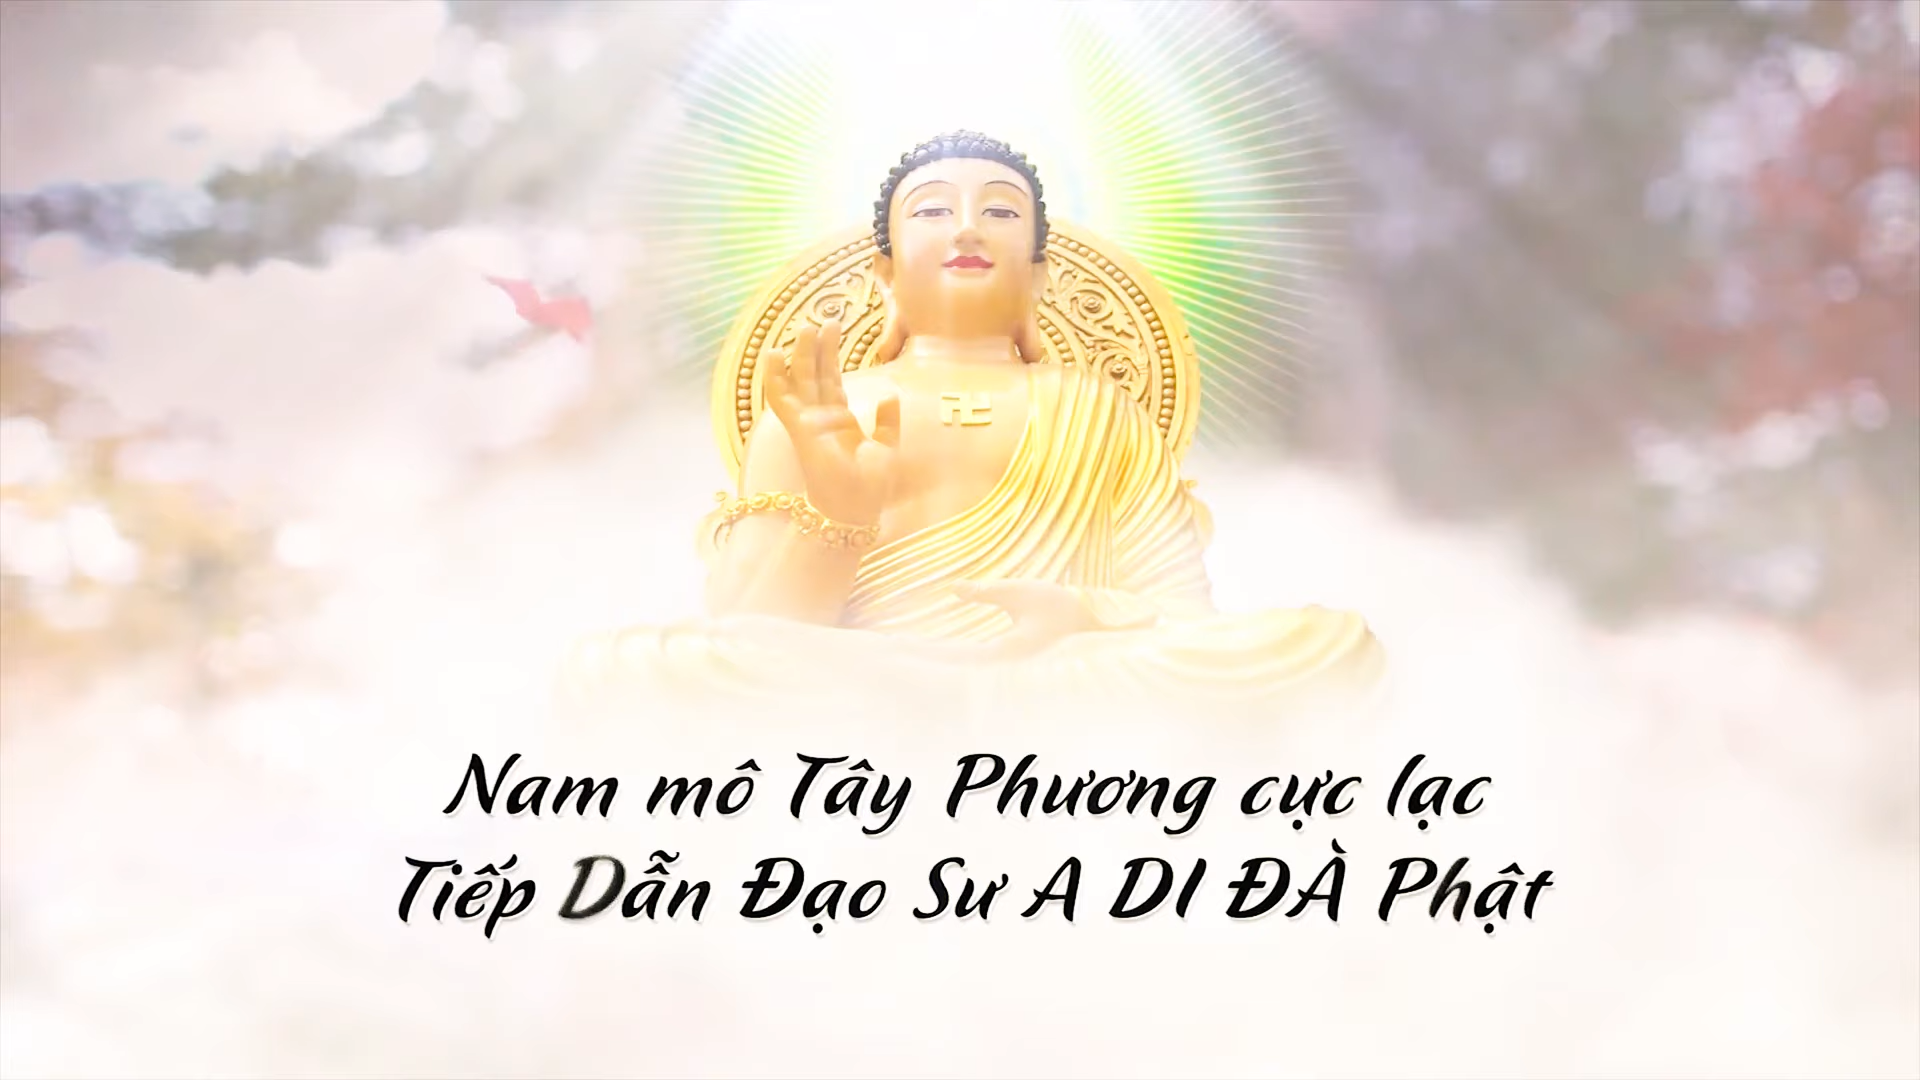 Nam mô Tây Phương cực lạc
Tiếp Dẫn Đạo Sư A DI ĐÀ Phật